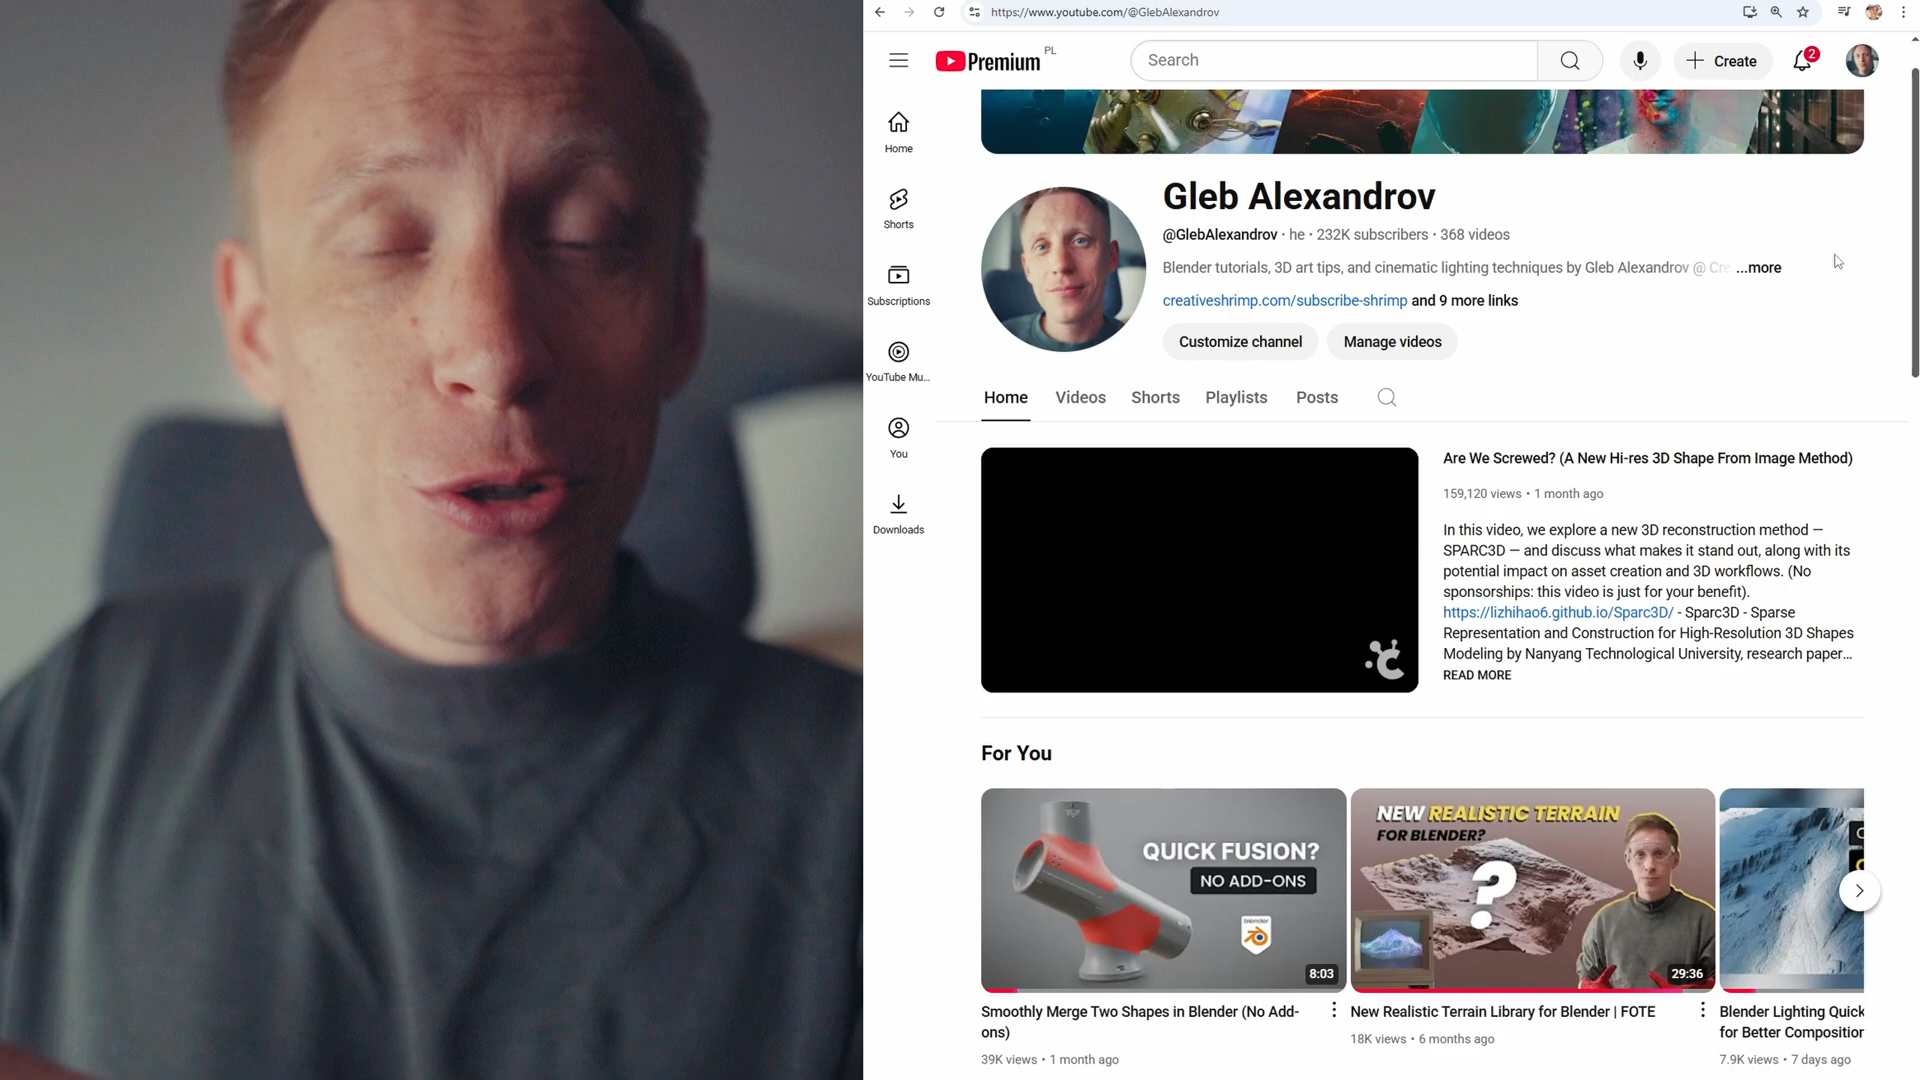 https://www.youtube.com/@GlebAlexandrov
Premium PL
Search
Create
2
Home
Shorts
Subscriptions
YouTube Mu...
You
Downloads
Gleb Alexandrov
@GlebAlexandrov · he · 232K subscribers · 368 videos
Blender tutorials, 3D art tips, and cinematic lighting techniques by Gleb Alexandrov @ Cre ...more
creativeshrimp.com/subscribe-shrimp and 9 more links
Customize channel
Manage videos
Home
Videos
Shorts
Playlists
Posts
Are We Screwed? (A New Hi-res 3D Shape From Image Method)
159,120 views • 1 month ago
In this video, we explore a new 3D reconstruction method —
SPARC3D — and discuss what makes it stand out, along with its
potential impact on asset creation and 3D workflows. (No
sponsorships: this video is just for your benefit).
https://lizhihao6.github.io/Sparc3D/ - Sparc3D - Sparse
Representation and Construction for High-Resolution 3D Shapes
Modeling by Nanyang Technological University, research paper...
READ MORE
For You
QUICK FUSION?
NO ADD-ONS
blender
8:03
Smoothly Merge Two Shapes in Blender (No Add-
ons)
39K views • 1 month ago
NEW REALISTIC TERRAIN
FOR BLENDER?
?
29:36
New Realistic Terrain Library for Blender | FOTE
18K views • 6 months ago
Blender Lighting Quick
for Better Composition
7.9K views • 7 days ago